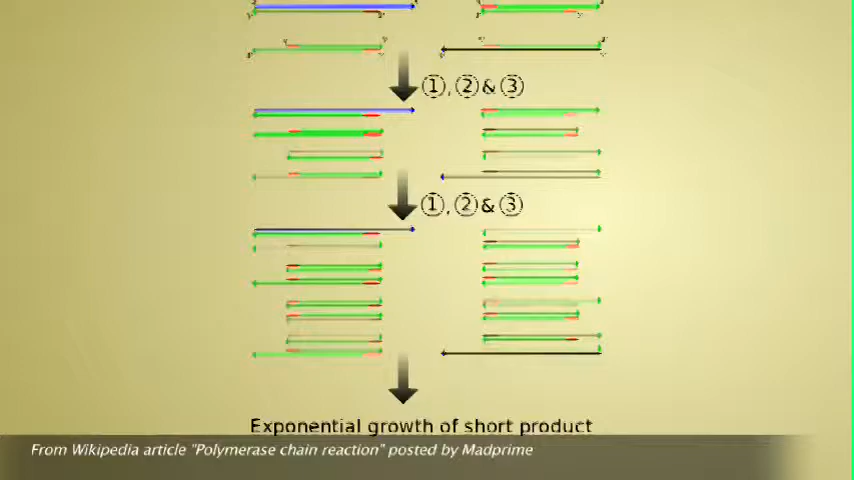 ①, ② & ③
①, ② & ③
Exponential growth of short product
From Wikipedia article "Polymerase chain reaction" posted by Madprime